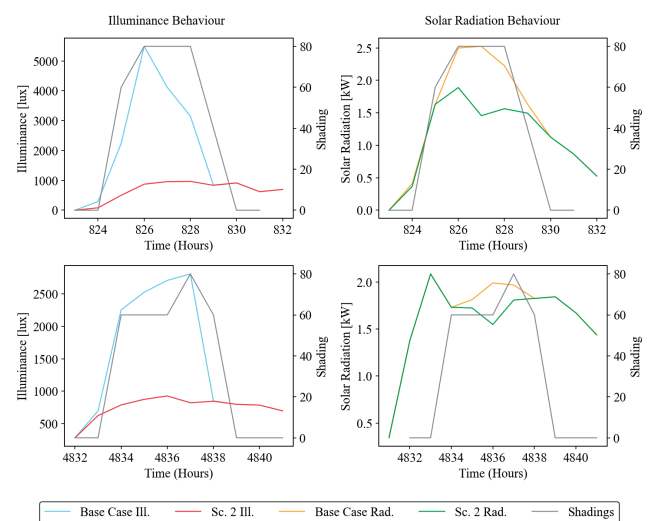 Illuminance Behaviour
Solar Radiation Behaviour
5000
4000
3000
2000
1000
0
Illuminance [lux]
80
60
40
20
0
Shading
824 826 828 830 832
Time (Hours)
2.5
2.0
1.5
1.0
0.5
0.0
Solar Radiation [kW]
80
60
40
20
0
Shading
824 826 828 830 832
Time (Hours)
2500
2000
1500
1000
500
Illuminance [lux]
80
60
40
20
0
Shading
4832 4834 4836 4838 4840
Time (Hours)
2.0
1.5
1.0
0.5
Solar Radiation [kW]
80
60
40
20
0
Shading
4832 4834 4836 4838 4840
Time (Hours)
Base Case Ill. Sc. 2 Ill. Base Case Rad. Sc. 2 Rad. Shadings